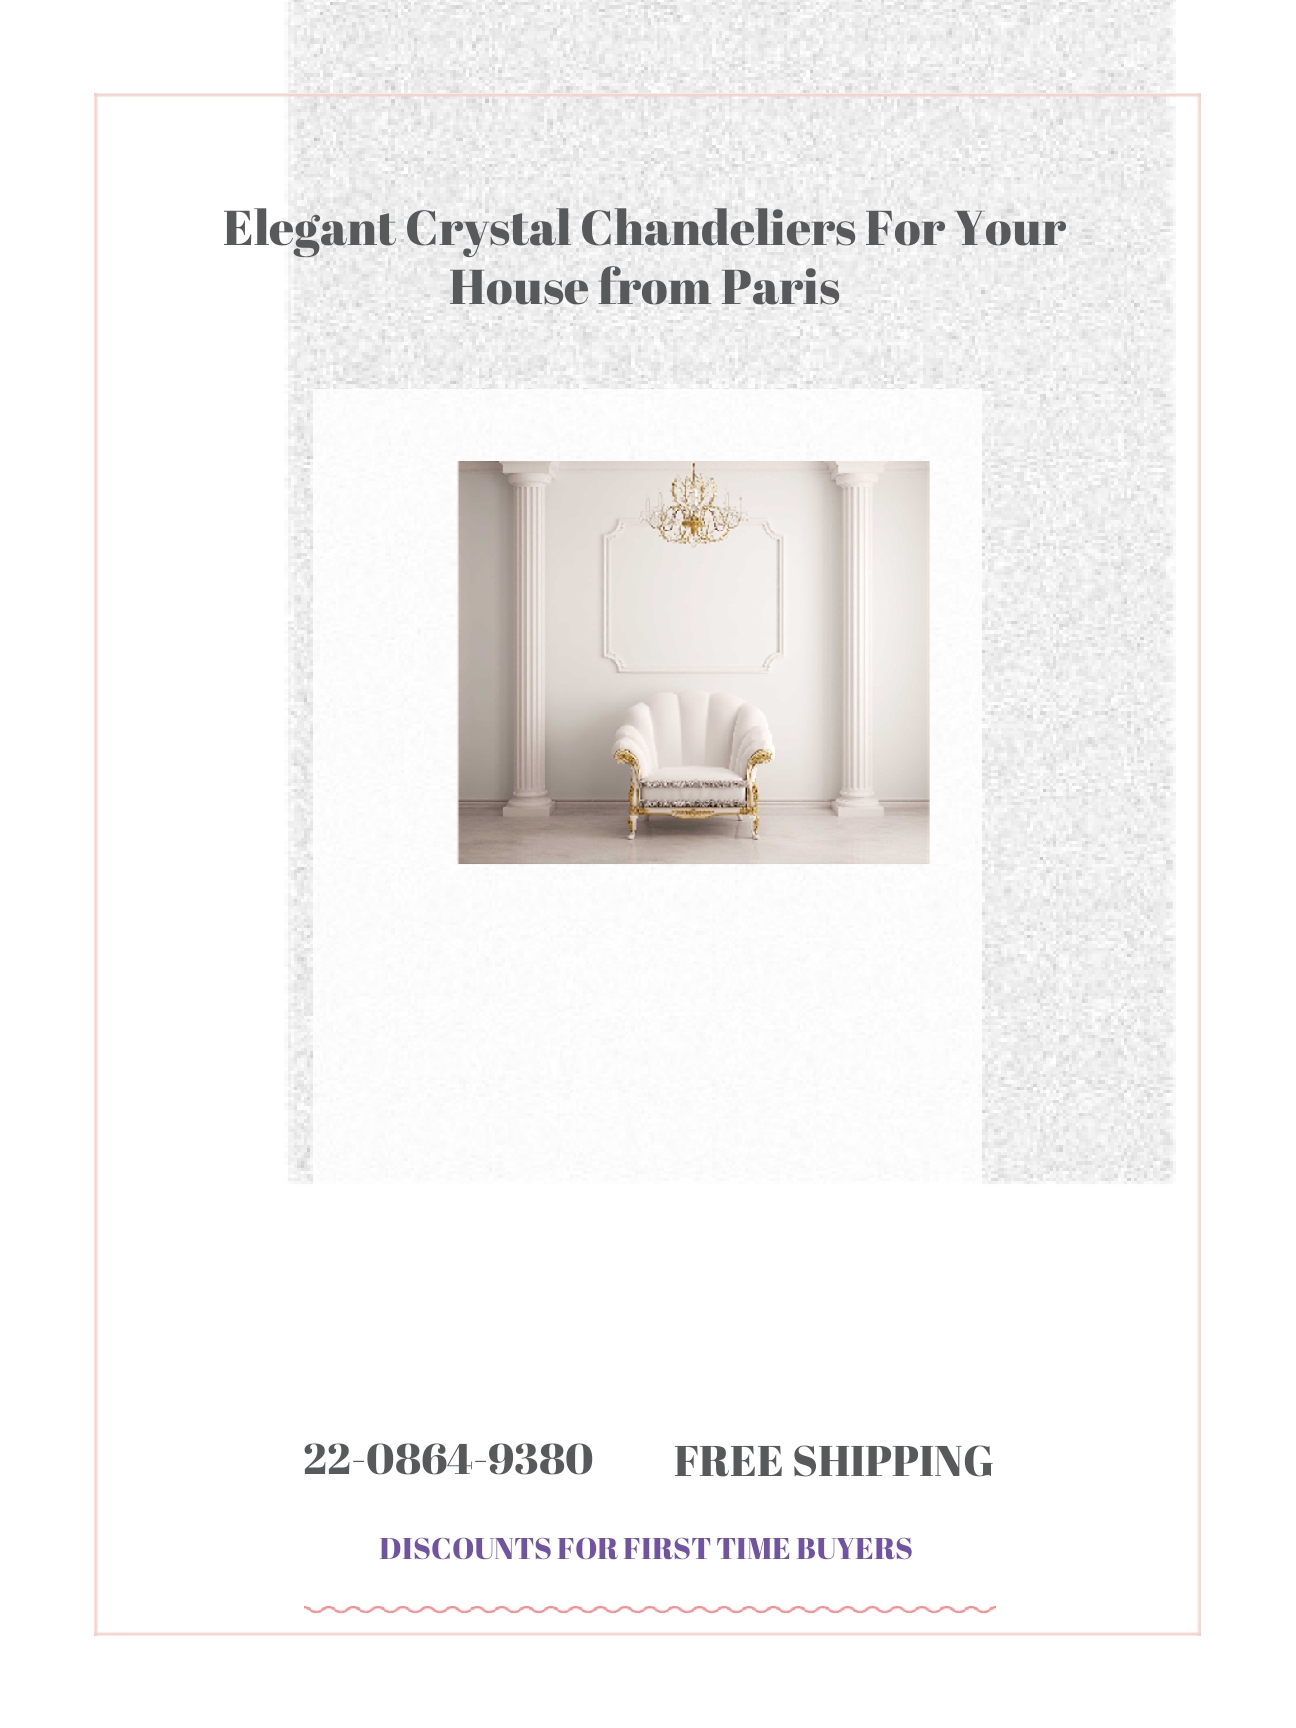 Elegant Crystal Chandeliers For Your
House from Paris
22-0864-9380
FREE SHIPPING
DISCOUNTS FOR FIRST TIME BUYERS